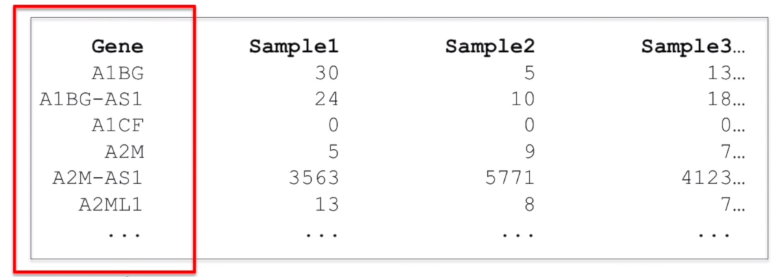 Gene Sample1 Sample2 Sample3…
A1BG 30 5 13…
A1BG-AS1 24 10 18…
A1CF 0 0 0…
A2M 5 9 7…
A2M-AS1 3563 5771 4123…
A2ML1 13 8 7…
... ... ... ...